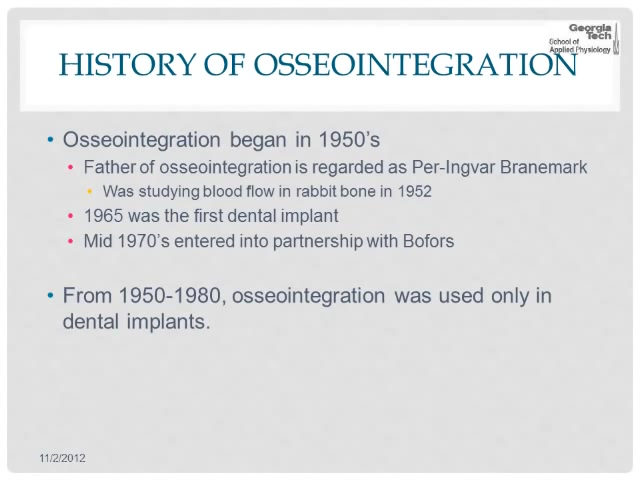 Georgia
Tech
School of
Applied Physiology
HISTORY OF OSSEOINTEGRATION
• Osseointegration began in 1950’s
• Father of osseointegration is regarded as Per-Ingvar Branemark
• Was studying blood flow in rabbit bone in 1952
• 1965 was the first dental implant
• Mid 1970’s entered into partnership with Bofors
• From 1950-1980, osseointegration was used only in
dental implants.
11/2/2012